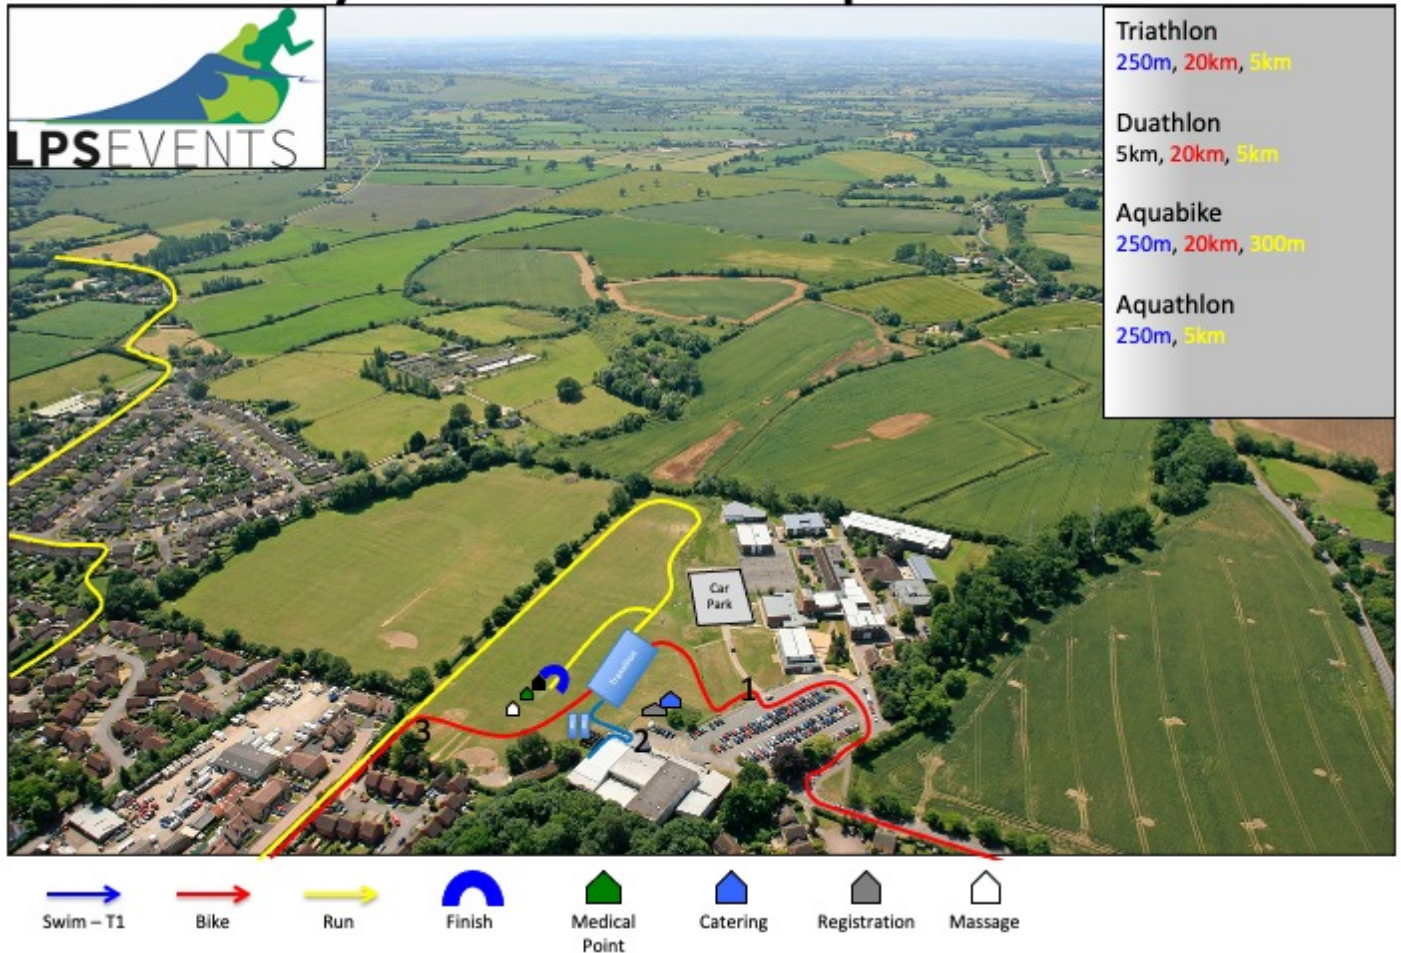 LPSEVENTS
Triathlon
250m, 20km, 5km
Duathlon
5km, 20km, 5km
Aquabike
250m, 20km, 300m
Aquathlon
250m, 5km
Car
Park
Transition
1
2
3
Swim – T1
Bike
Run
Finish
Medical
Point
Catering
Registration
Massage